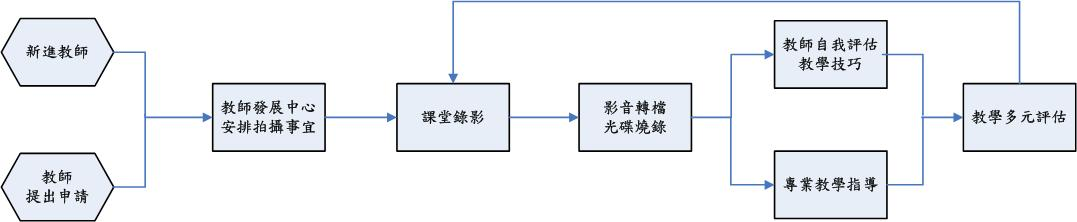 新進教師
教師
提出申請
教師發展中心
安排拍攝事宜
課堂錄影
影音轉檔
光碟燒錄
教師自我評估
教學技巧
專業教學指導
教學多元評估